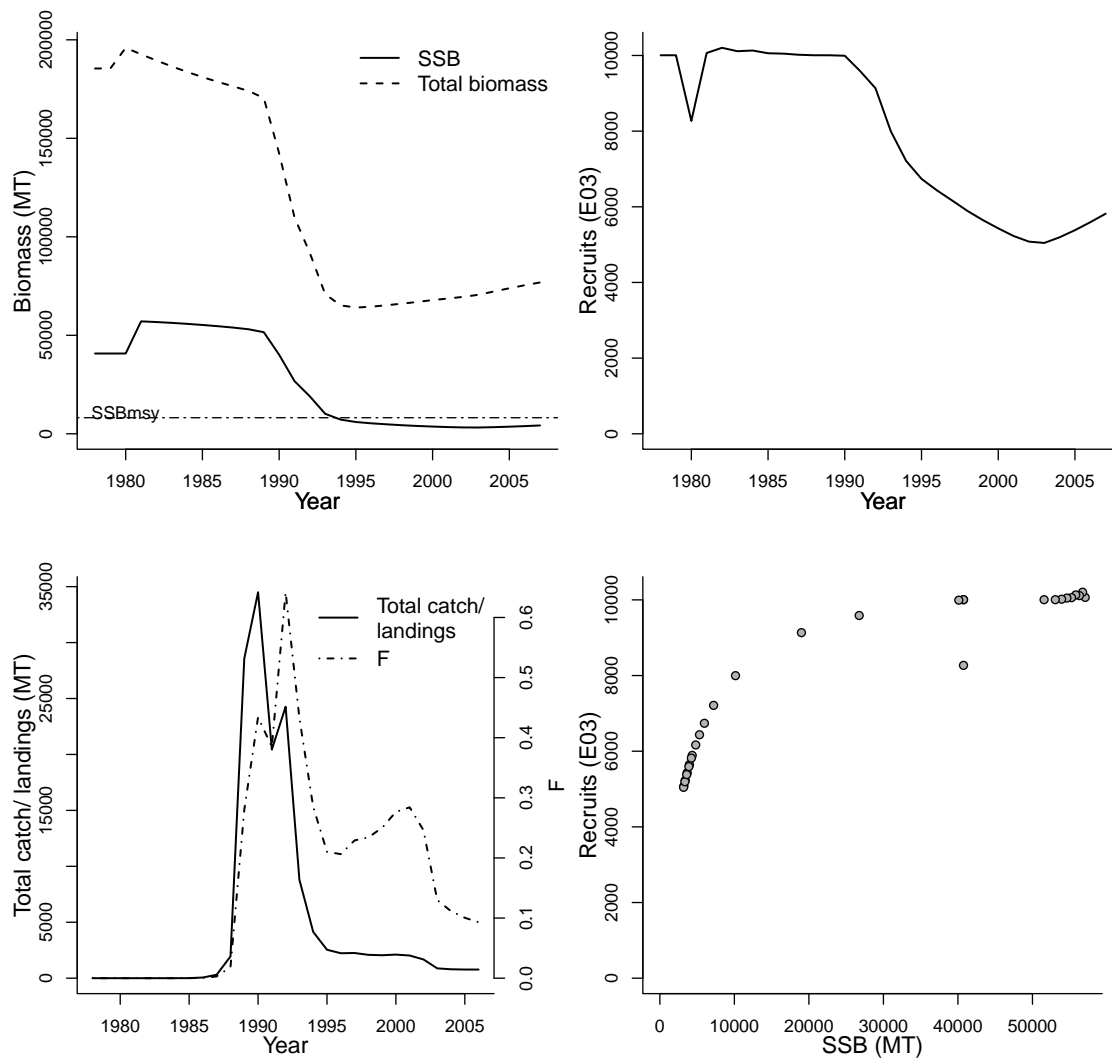 200000
150000
100000
50000
0
Biomass (MT)
SSB
Total biomass
SSBmsy
1980 1985 1990 1995 2000 2005
Year
10000
8000
6000
4000
2000
0
Recruits (E03)
1980 1985 1990 1995 2000 2005
Year
35000
25000
15000
5000
0
Total catch/ landings (MT)
Total catch/
landings
F
0.6
0.5
0.4
0.3
0.2
0.1
0.0
F
1980 1985 1990 1995 2000 2005
Year
10000
8000
6000
4000
2000
0
Recruits (E03)
0 10000 20000 30000 40000 50000
SSB (MT)